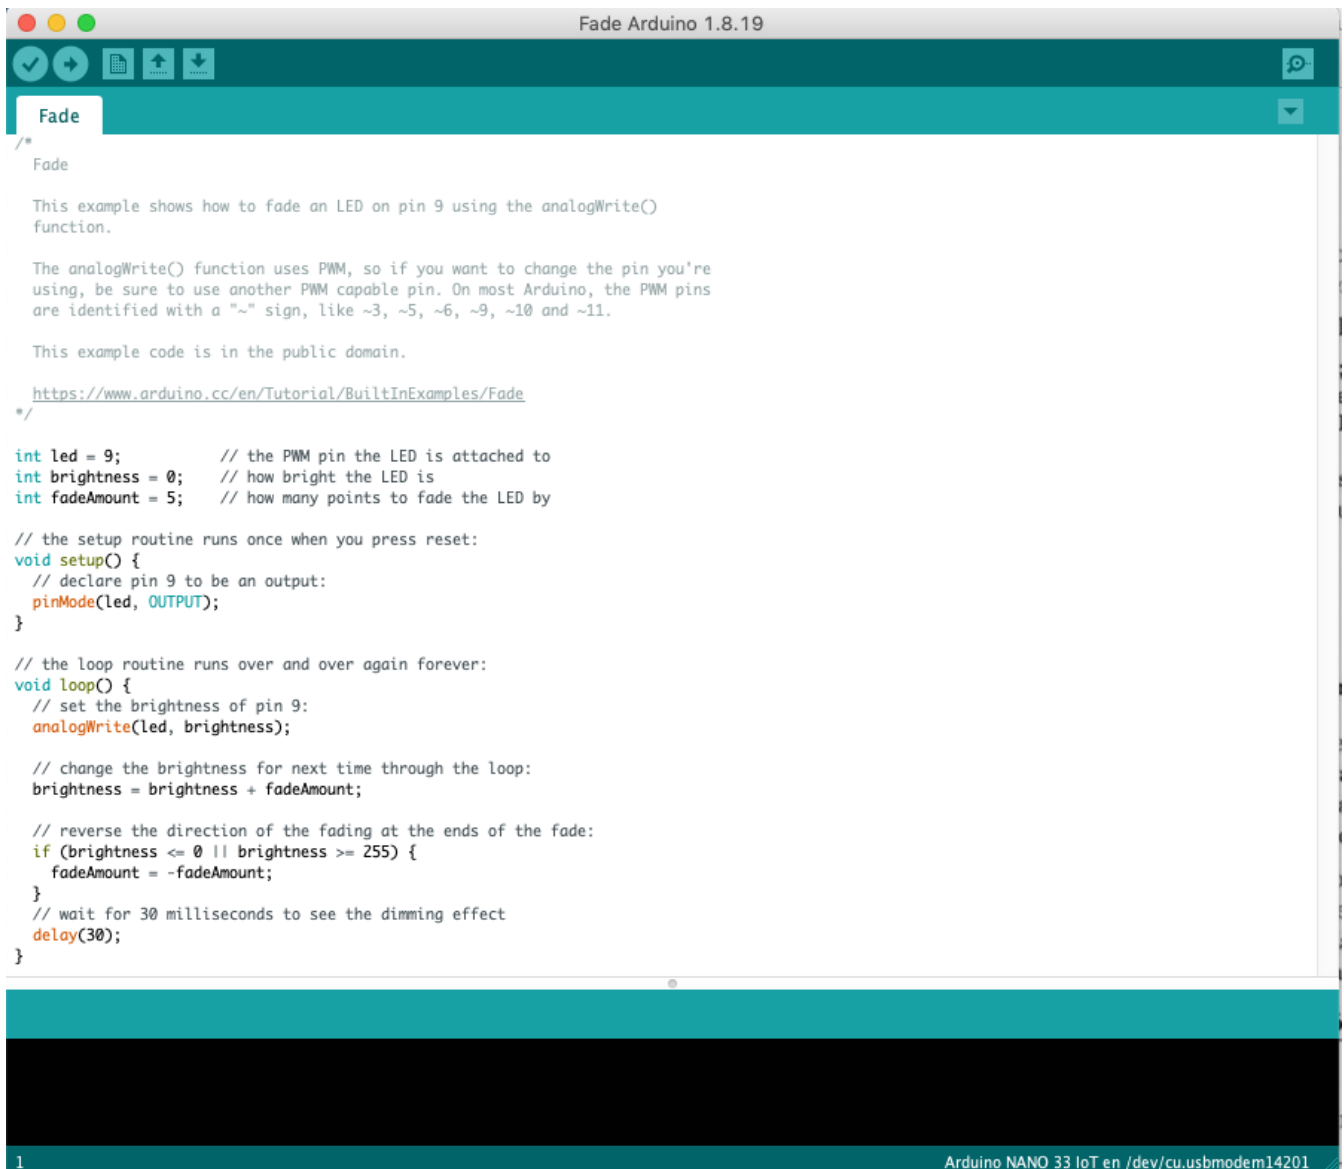 Fade Arduino 1.8.19
Fade
/*
  Fade

  This example shows how to fade an LED on pin 9 using the analogWrite()
  function.

  The analogWrite() function uses PWM, so if you want to change the pin you're
  using, be sure to use another PWM capable pin. On most Arduino, the PWM pins
  are identified with a "~" sign, like ~3, ~5, ~6, ~9, ~10 and ~11.

  This example code is in the public domain.

  https://www.arduino.cc/en/Tutorial/BuiltInExamples/Fade
*/

int led = 9;           // the PWM pin the LED is attached to
int brightness = 0;    // how bright the LED is
int fadeAmount = 5;    // how many points to fade the LED by

// the setup routine runs once when you press reset:
void setup() {
  // declare pin 9 to be an output:
  pinMode(led, OUTPUT);
}

// the loop routine runs over and over again forever:
void loop() {
  // set the brightness of pin 9:
  analogWrite(led, brightness);

  // change the brightness for next time through the loop:
  brightness = brightness + fadeAmount;

  // reverse the direction of the fading at the ends of the fade:
  if (brightness <= 0 || brightness >= 255) {
    fadeAmount = -fadeAmount;
  }
  // wait for 30 milliseconds to see the dimming effect
  delay(30);
}
1
Arduino NANO 33 IoT en /dev/cu.usbmodem14201